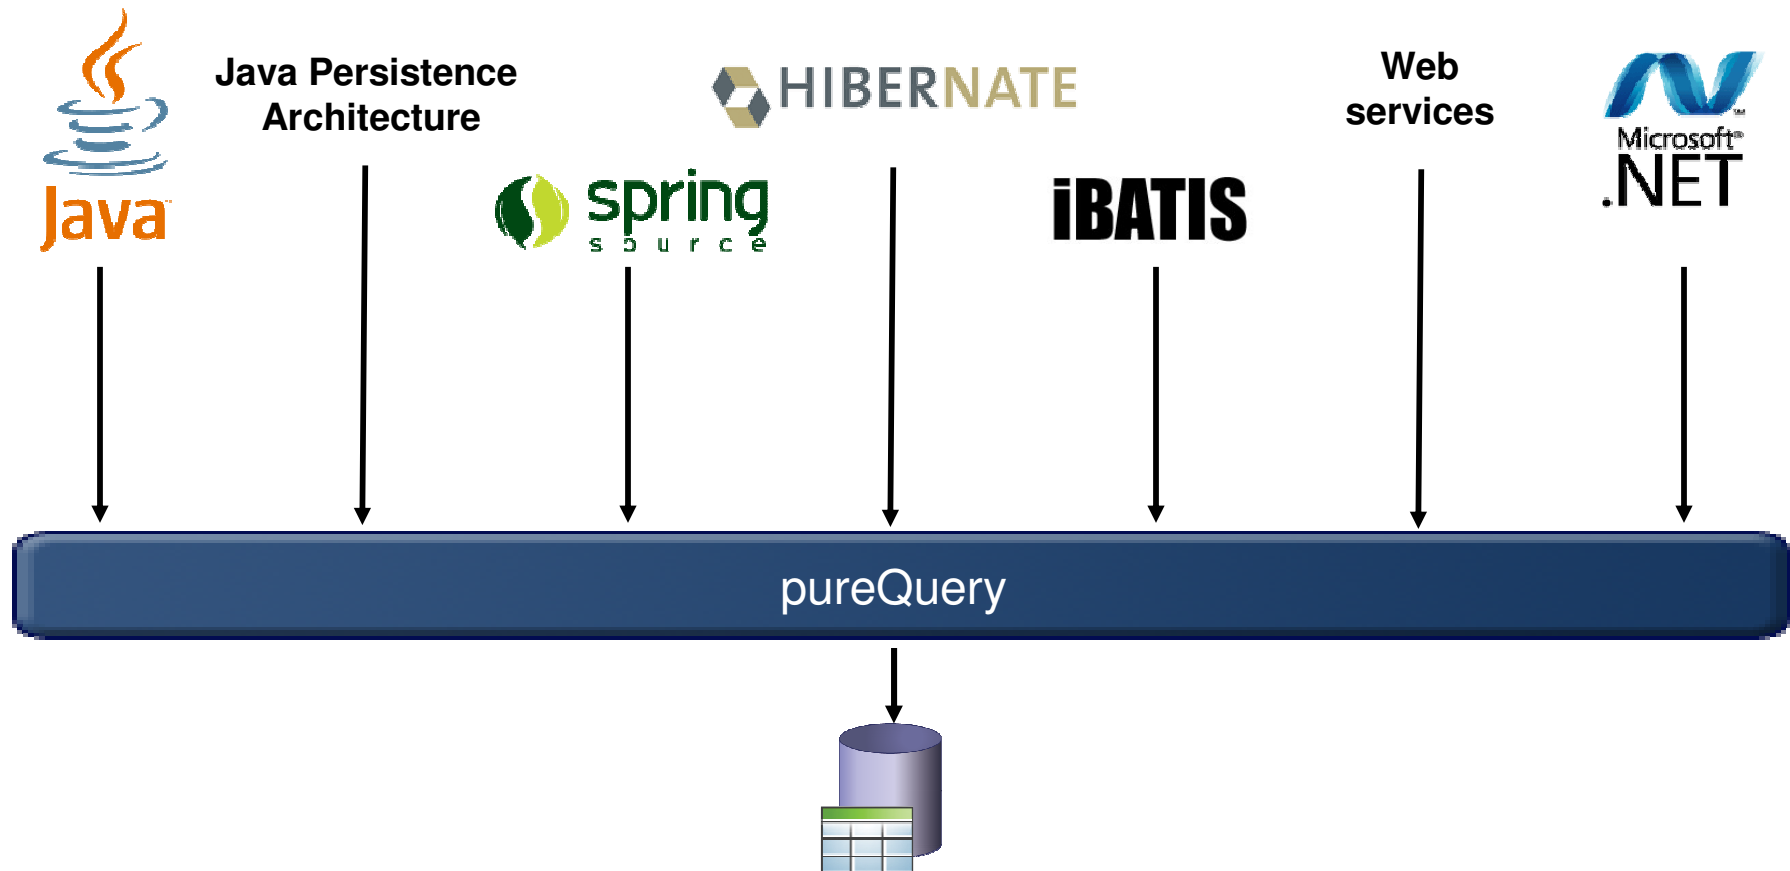 Java
Java Persistence
Architecture
spring
source
HIBERNATE
iBATIS
Web
services
Microsoft®
.NET
pureQuery